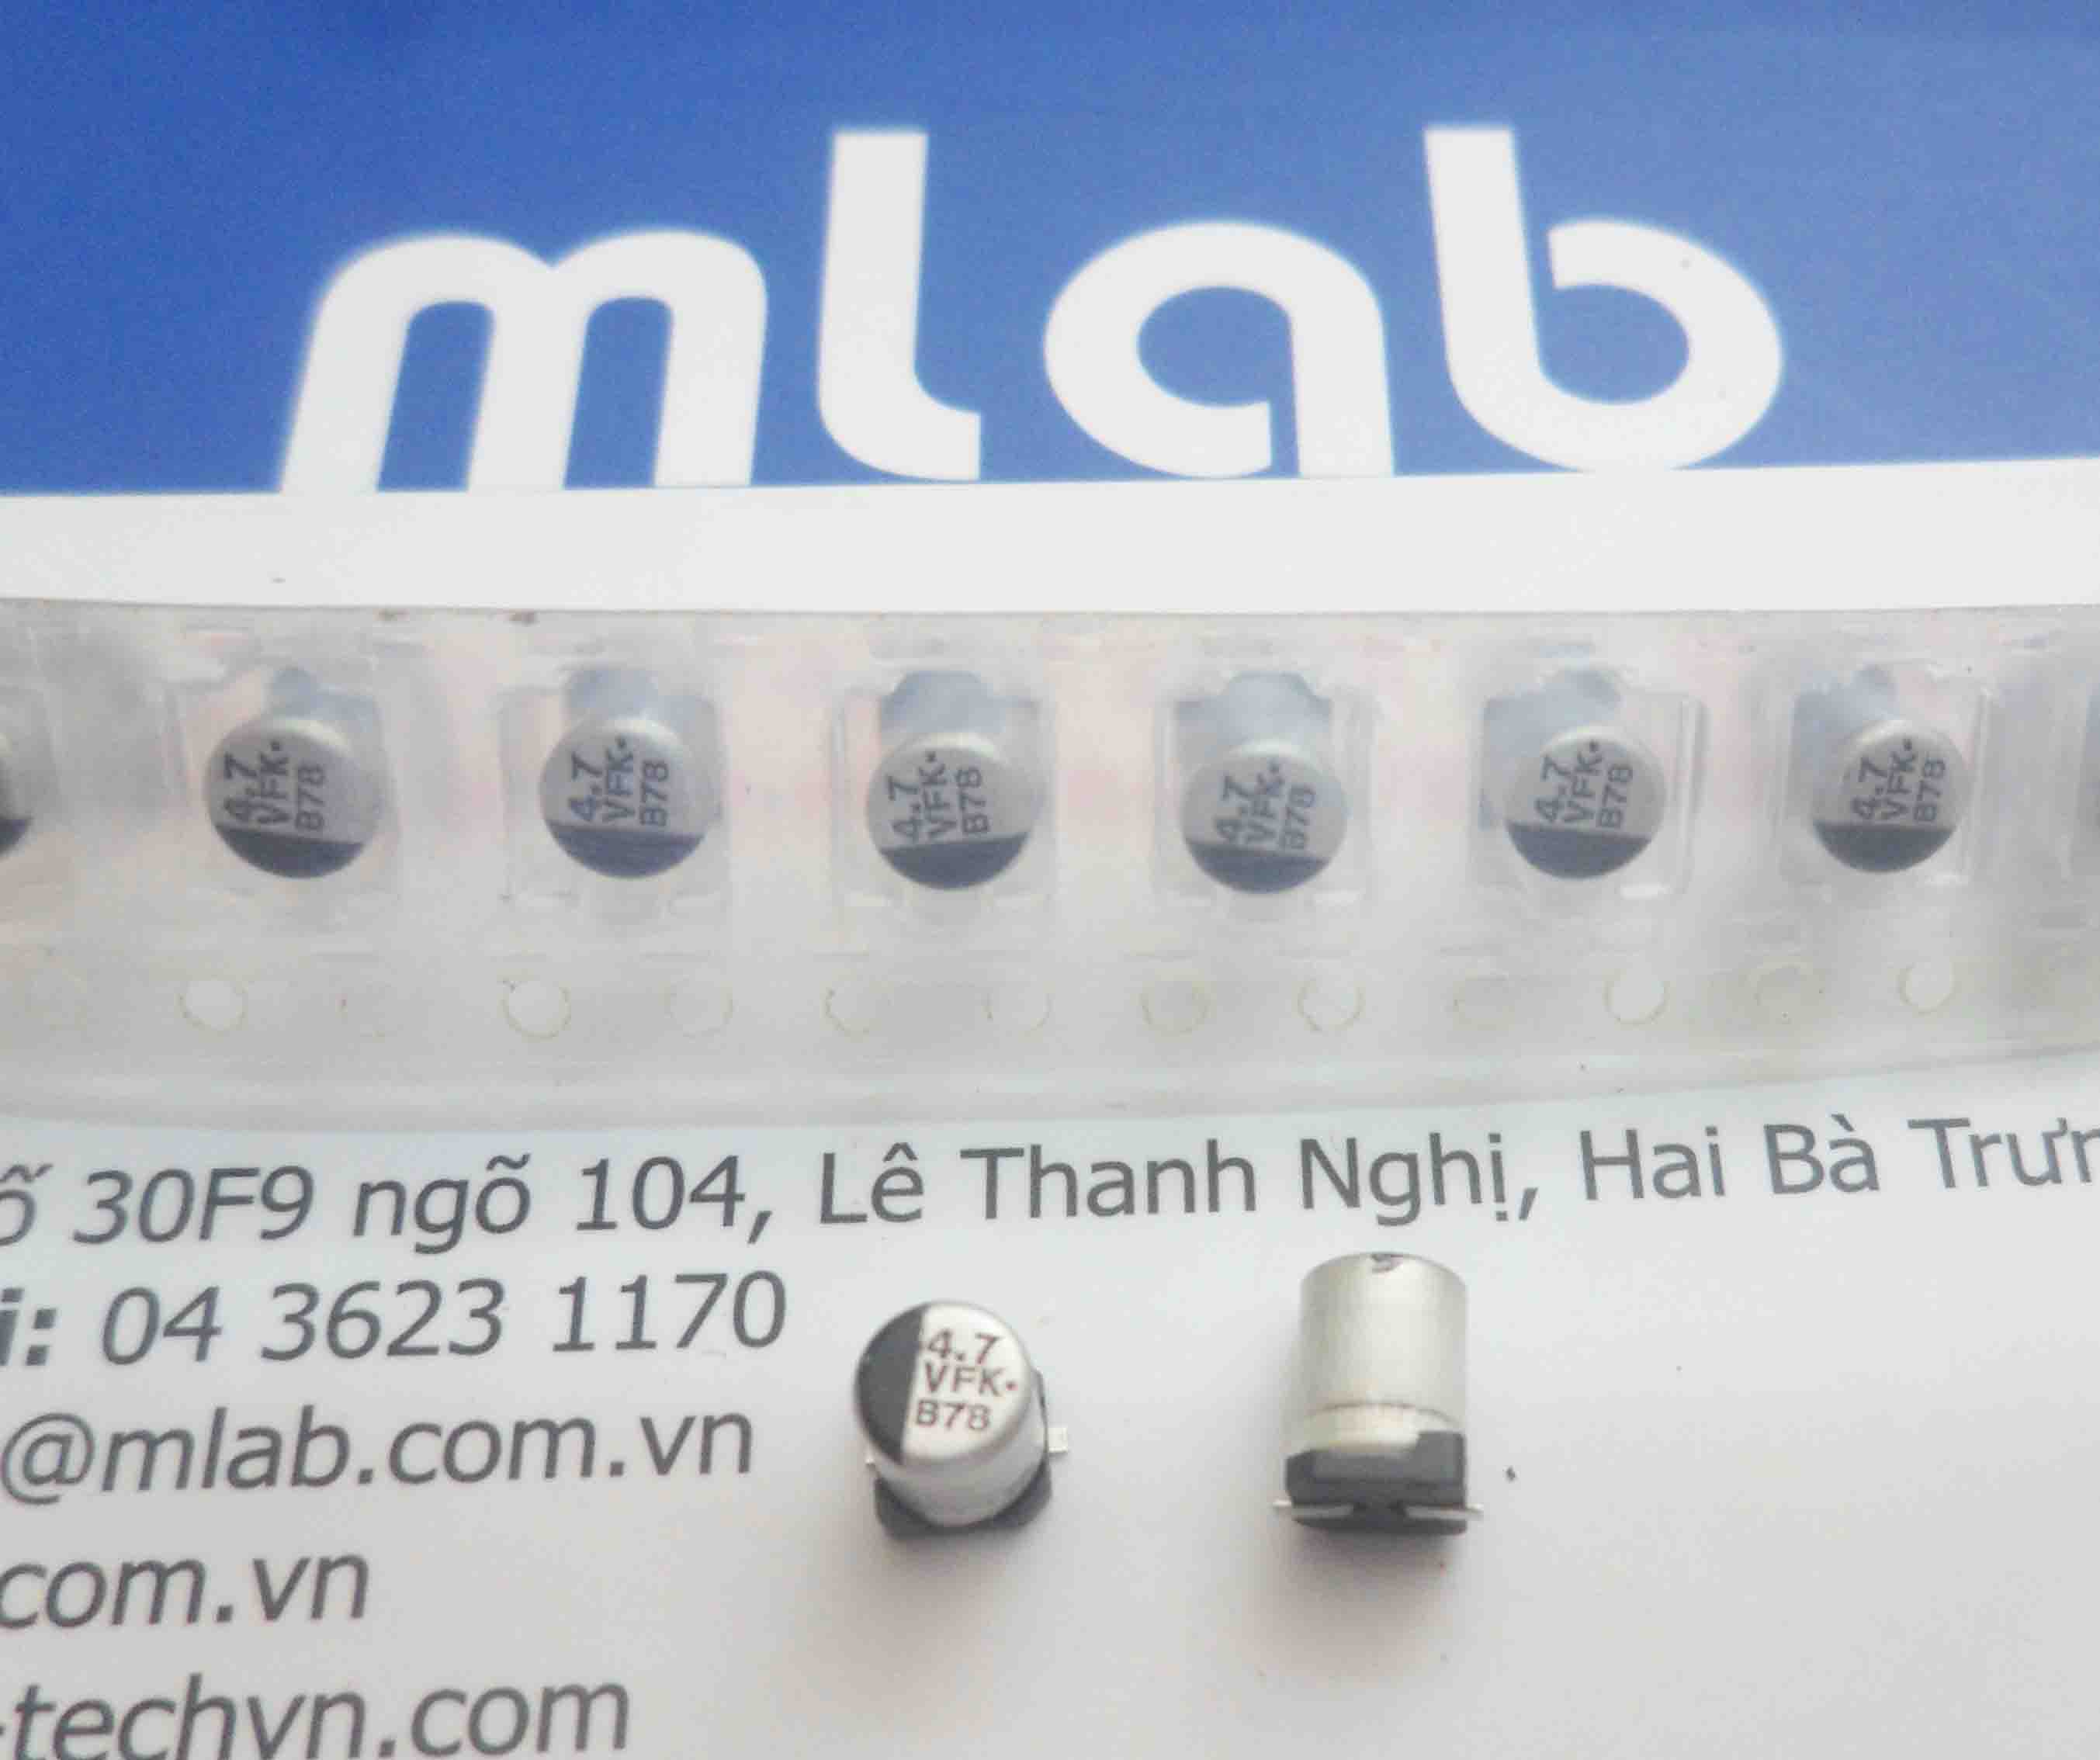 mlab
4.7
VFK
B78
4.7
VFK
B78
4.7
VFK
B78
4.7
VFK
B78
4.7
VFK
B78
4.7
VFK
B78
30F9 ngõ 104, Lê Thanh Nghị, Hai Bà
04 3623 1170
4.7
VFK
B78
@mlab.com.vn
com.vn
-techvn.com